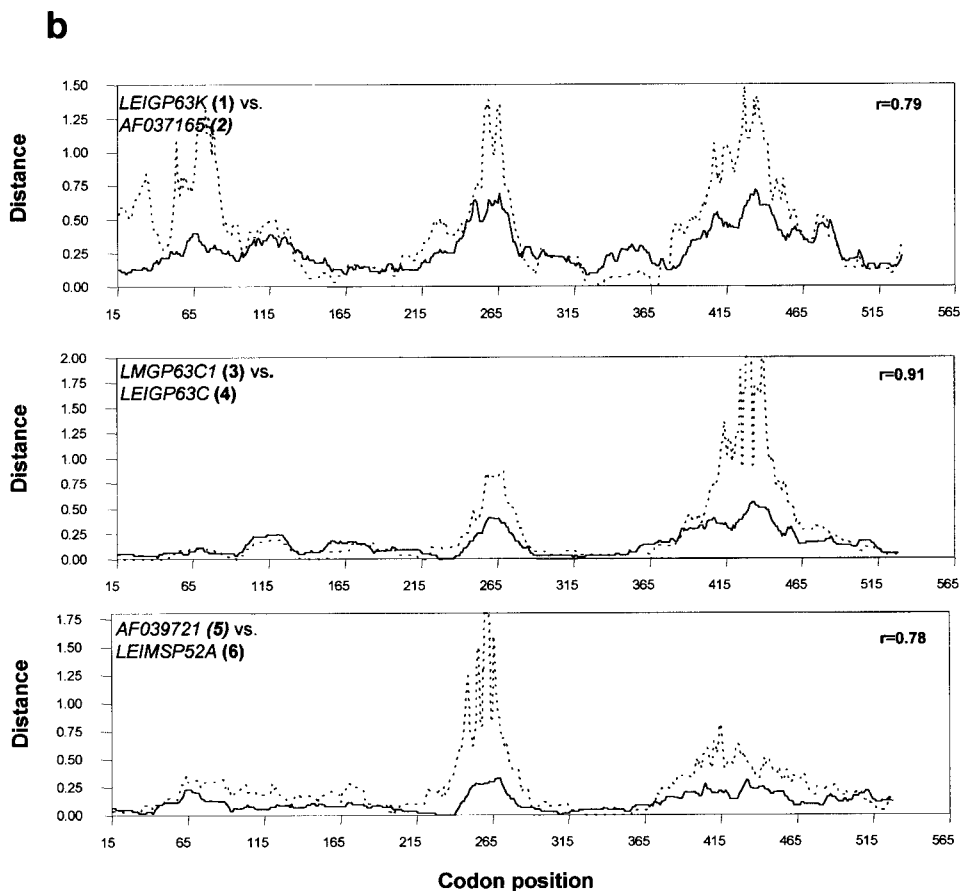 b
1.50
1.25
1.00
0.75
0.50
0.25
0.00
Distance
LEIGP63K (1) vs.
AF037165 (2)
r=0.79
15 65 115 165 215 265 315 365 415 465 515 565
2.00
1.75
1.50
1.25
1.00
0.75
0.50
0.25
0.00
Distance
LMGP63C1 (3) vs.
LEIGP63C (4)
r=0.91
15 65 115 165 215 265 315 365 415 465 515 565
1.75
1.50
1.25
1.00
0.75
0.50
0.25
0.00
Distance
AF039721 (5) vs.
LEIMSP52A (6)
r=0.78
15 65 115 165 215 265 315 365 415 465 515 565
Codon position